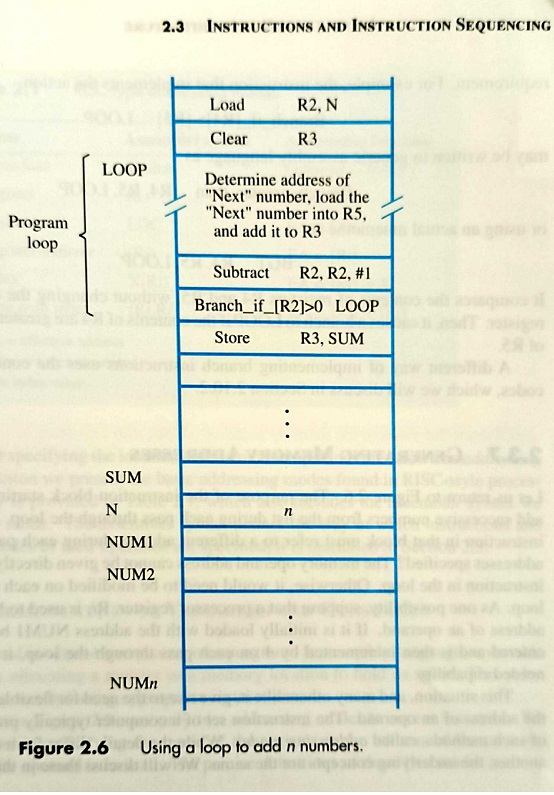 2.3 INSTRUCTIONS AND INSTRUCTION SEQUENCING
Load R2, N
Clear R3
LOOP
Determine address of
"Next" number, load the
"Next" number into R5,
and add it to R3
Program
loop
Subtract R2, R2, #1
Branch_if_[R2]>0 LOOP
Store R3, SUM
SUM
N n
NUM1
NUM2
NUMn
Figure 2.6 Using a loop to add n numbers.